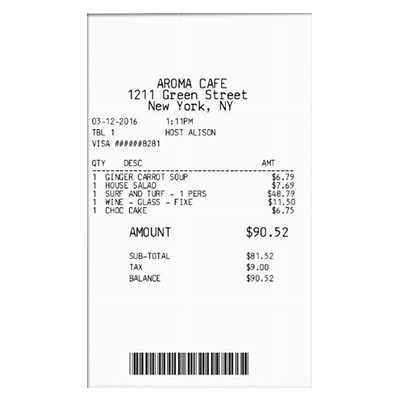 AROMA CAFE
1211 Green Street
New York, NY
03-12-2016 1:11PM
TBL 1 HOST ALISON
VISA ######8281
QTY DESC AMT
1 GINGER CARROT SOUP $6.79
1 HOUSE SALAD $7.69
1 SURF AND TURF - 1 PERS $48.79
1 WINE - GLASS - FIXE $11.50
1 CHOC CAKE $6.75
AMOUNT $90.52
SUB-TOTAL $81.52
TAX $9.00
BALANCE $90.52